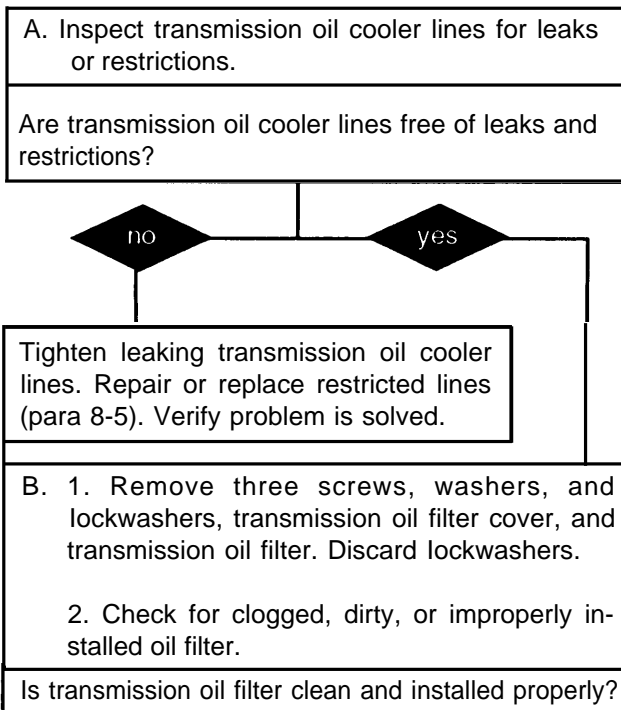 A. Inspect transmission oil cooler lines for leaks
or restrictions.
Are transmission oil cooler lines free of leaks and
restrictions?
no
yes
Tighten leaking transmission oil cooler
lines. Repair or replace restricted lines
(para 8-5). Verify problem is solved.
B. 1. Remove three screws, washers, and
lockwashers, transmission oil filter cover, and
transmission oil filter. Discard lockwashers.
2. Check for clogged, dirty, or improperly in-
stalled oil filter.
Is transmission oil filter clean and installed properly?